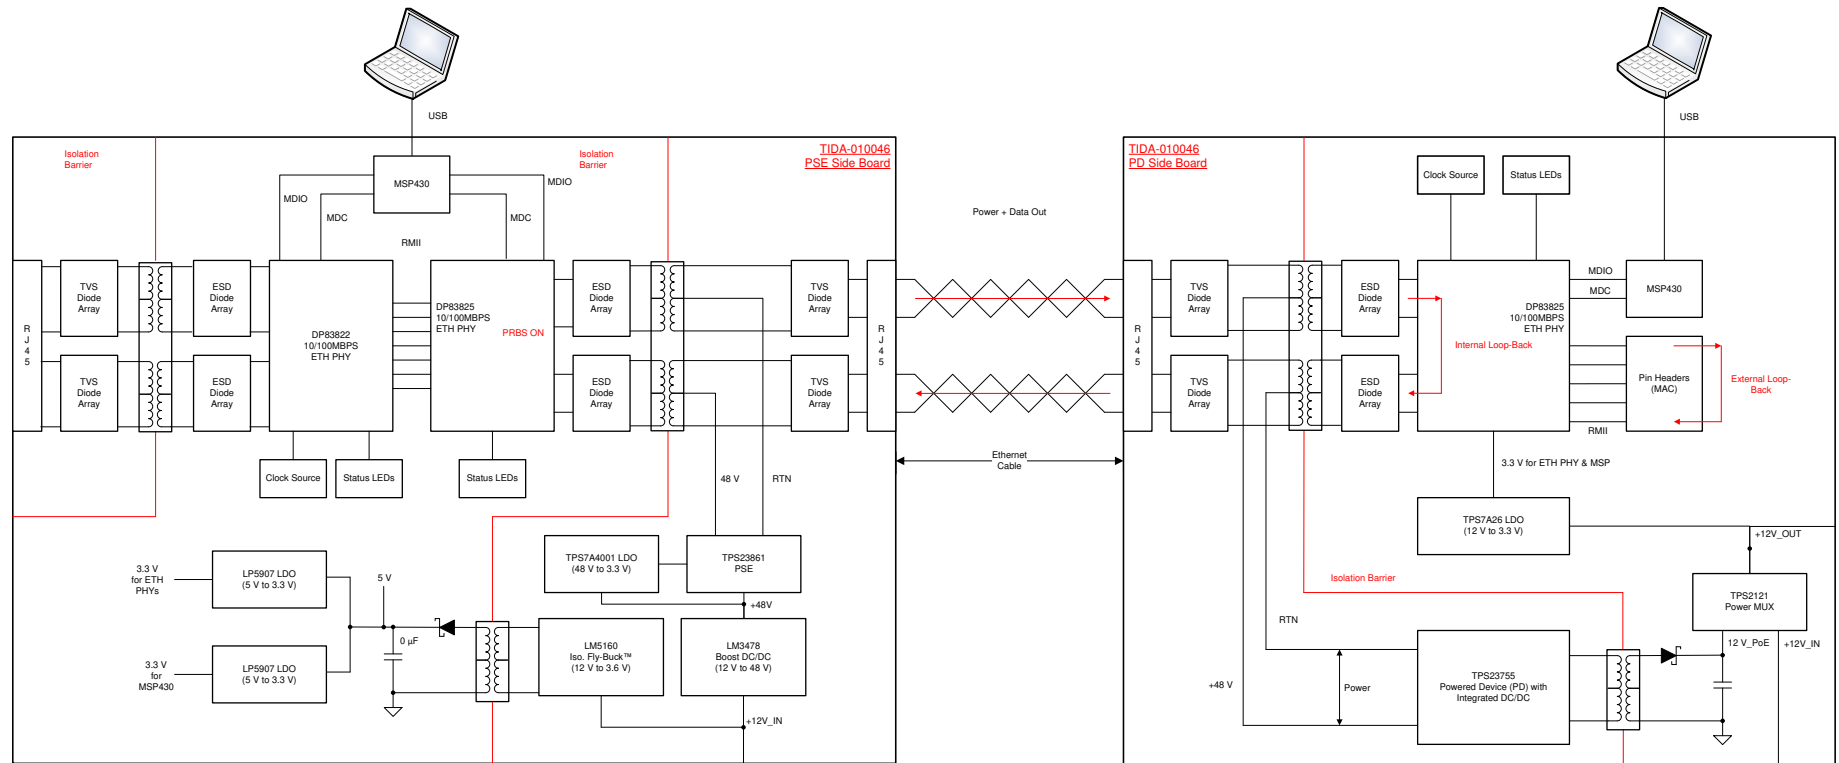 USB
USB
Isolation
Barrier
Isolation
Barrier
TIDA-010046
PSE Side Board
TIDA-010046
PD Side Board
MSP430
MDIO
MDIO
MDC
MDC
RMII
Power + Data Out
Clock Source
Status LEDs
R
J
4
5
TVS
Diode
Array
ESD
Diode
Array
TVS
Diode
Array
ESD
Diode
Array
DP83822
10/100MBPS
ETH PHY
DP83825
10/100MBPS
ETH PHY
PRBS ON
ESD
Diode
Array
TVS
Diode
Array
ESD
Diode
Array
TVS
Diode
Array
R
J
4
5
Clock Source
Status LEDs
Status LEDs
Ethernet
Cable
R
J
4
5
TVS
Diode
Array
ESD
Diode
Array
TVS
Diode
Array
ESD
Diode
Array
DP83825
10/100MBPS
ETH PHY
Internal Loop-Back
MDIO
MDC
MSP430
Pin Headers
(MAC)
External Loop-
Back
RMII
48 V
RTN
3.3 V for ETH PHY & MSP
TPS7A26 LDO
(12 V to 3.3 V)
+12V_OUT
TPS7A4001 LDO
(48 V to 3.3 V)
TPS23861
PSE
+48V
3.3 V
for ETH
PHYs
LP5907 LDO
(5 V to 3.3 V)
5 V
0 µF
3.3 V
for
MSP430
LP5907 LDO
(5 V to 3.3 V)
LM5160
Iso. Fly-Buck™
(12 V to 3.6 V)
LM3478
Boost DC/DC
(12 V to 48 V)
+12V_IN
Isolation Barrier
RTN
+48 V
Power
TPS23755
Powered Device (PD) with
Integrated DC/DC
TPS2121
Power MUX
12 V_PoE
+12V_IN